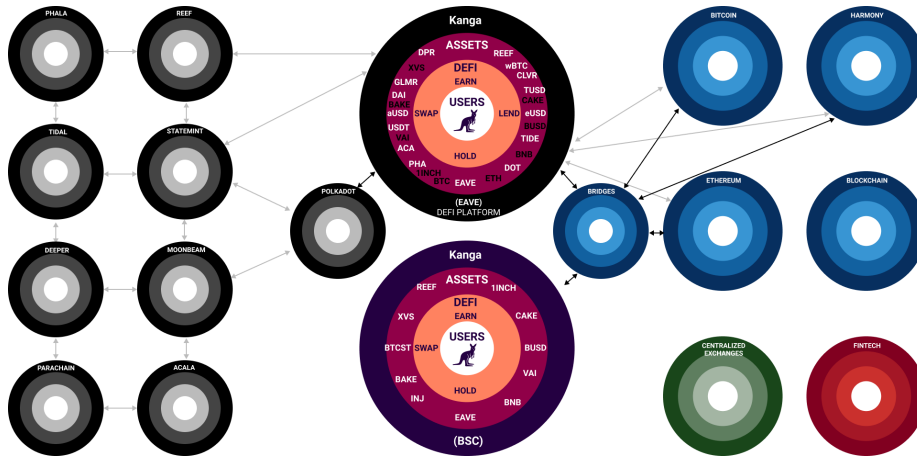 PHALA
REEF
TIDAL
STATEMINT
DEEPER
MOONBEAM
PARACHAIN
ACALA
POLKADOT
Kanga
ASSETS
DPR
REEF
XVS
wBTC
CLVR
GLMR
TUSD
DAI
CAKE
BAKE
aUSD
eUSD
USDT
BUSD
VAI
TIDE
ACA
BNB
PHA
DOT
1INCH
BTC
ETH
EAVE
DEFI
EARN
USERS
SWAP
LEND
HOLD
(EAVE)
DEFI PLATFORM
Kanga
ASSETS
REEF
1INCH
XVS
CAKE
BTCST
BUSD
BAKE
VAI
INJ
BNB
EAVE
DEFI
EARN
USERS
SWAP
HOLD
(BSC)
BITCOIN
HARMONY
BRIDGES
ETHEREUM
BLOCKCHAIN
CENTRALIZED
EXCHANGES
FINTECH